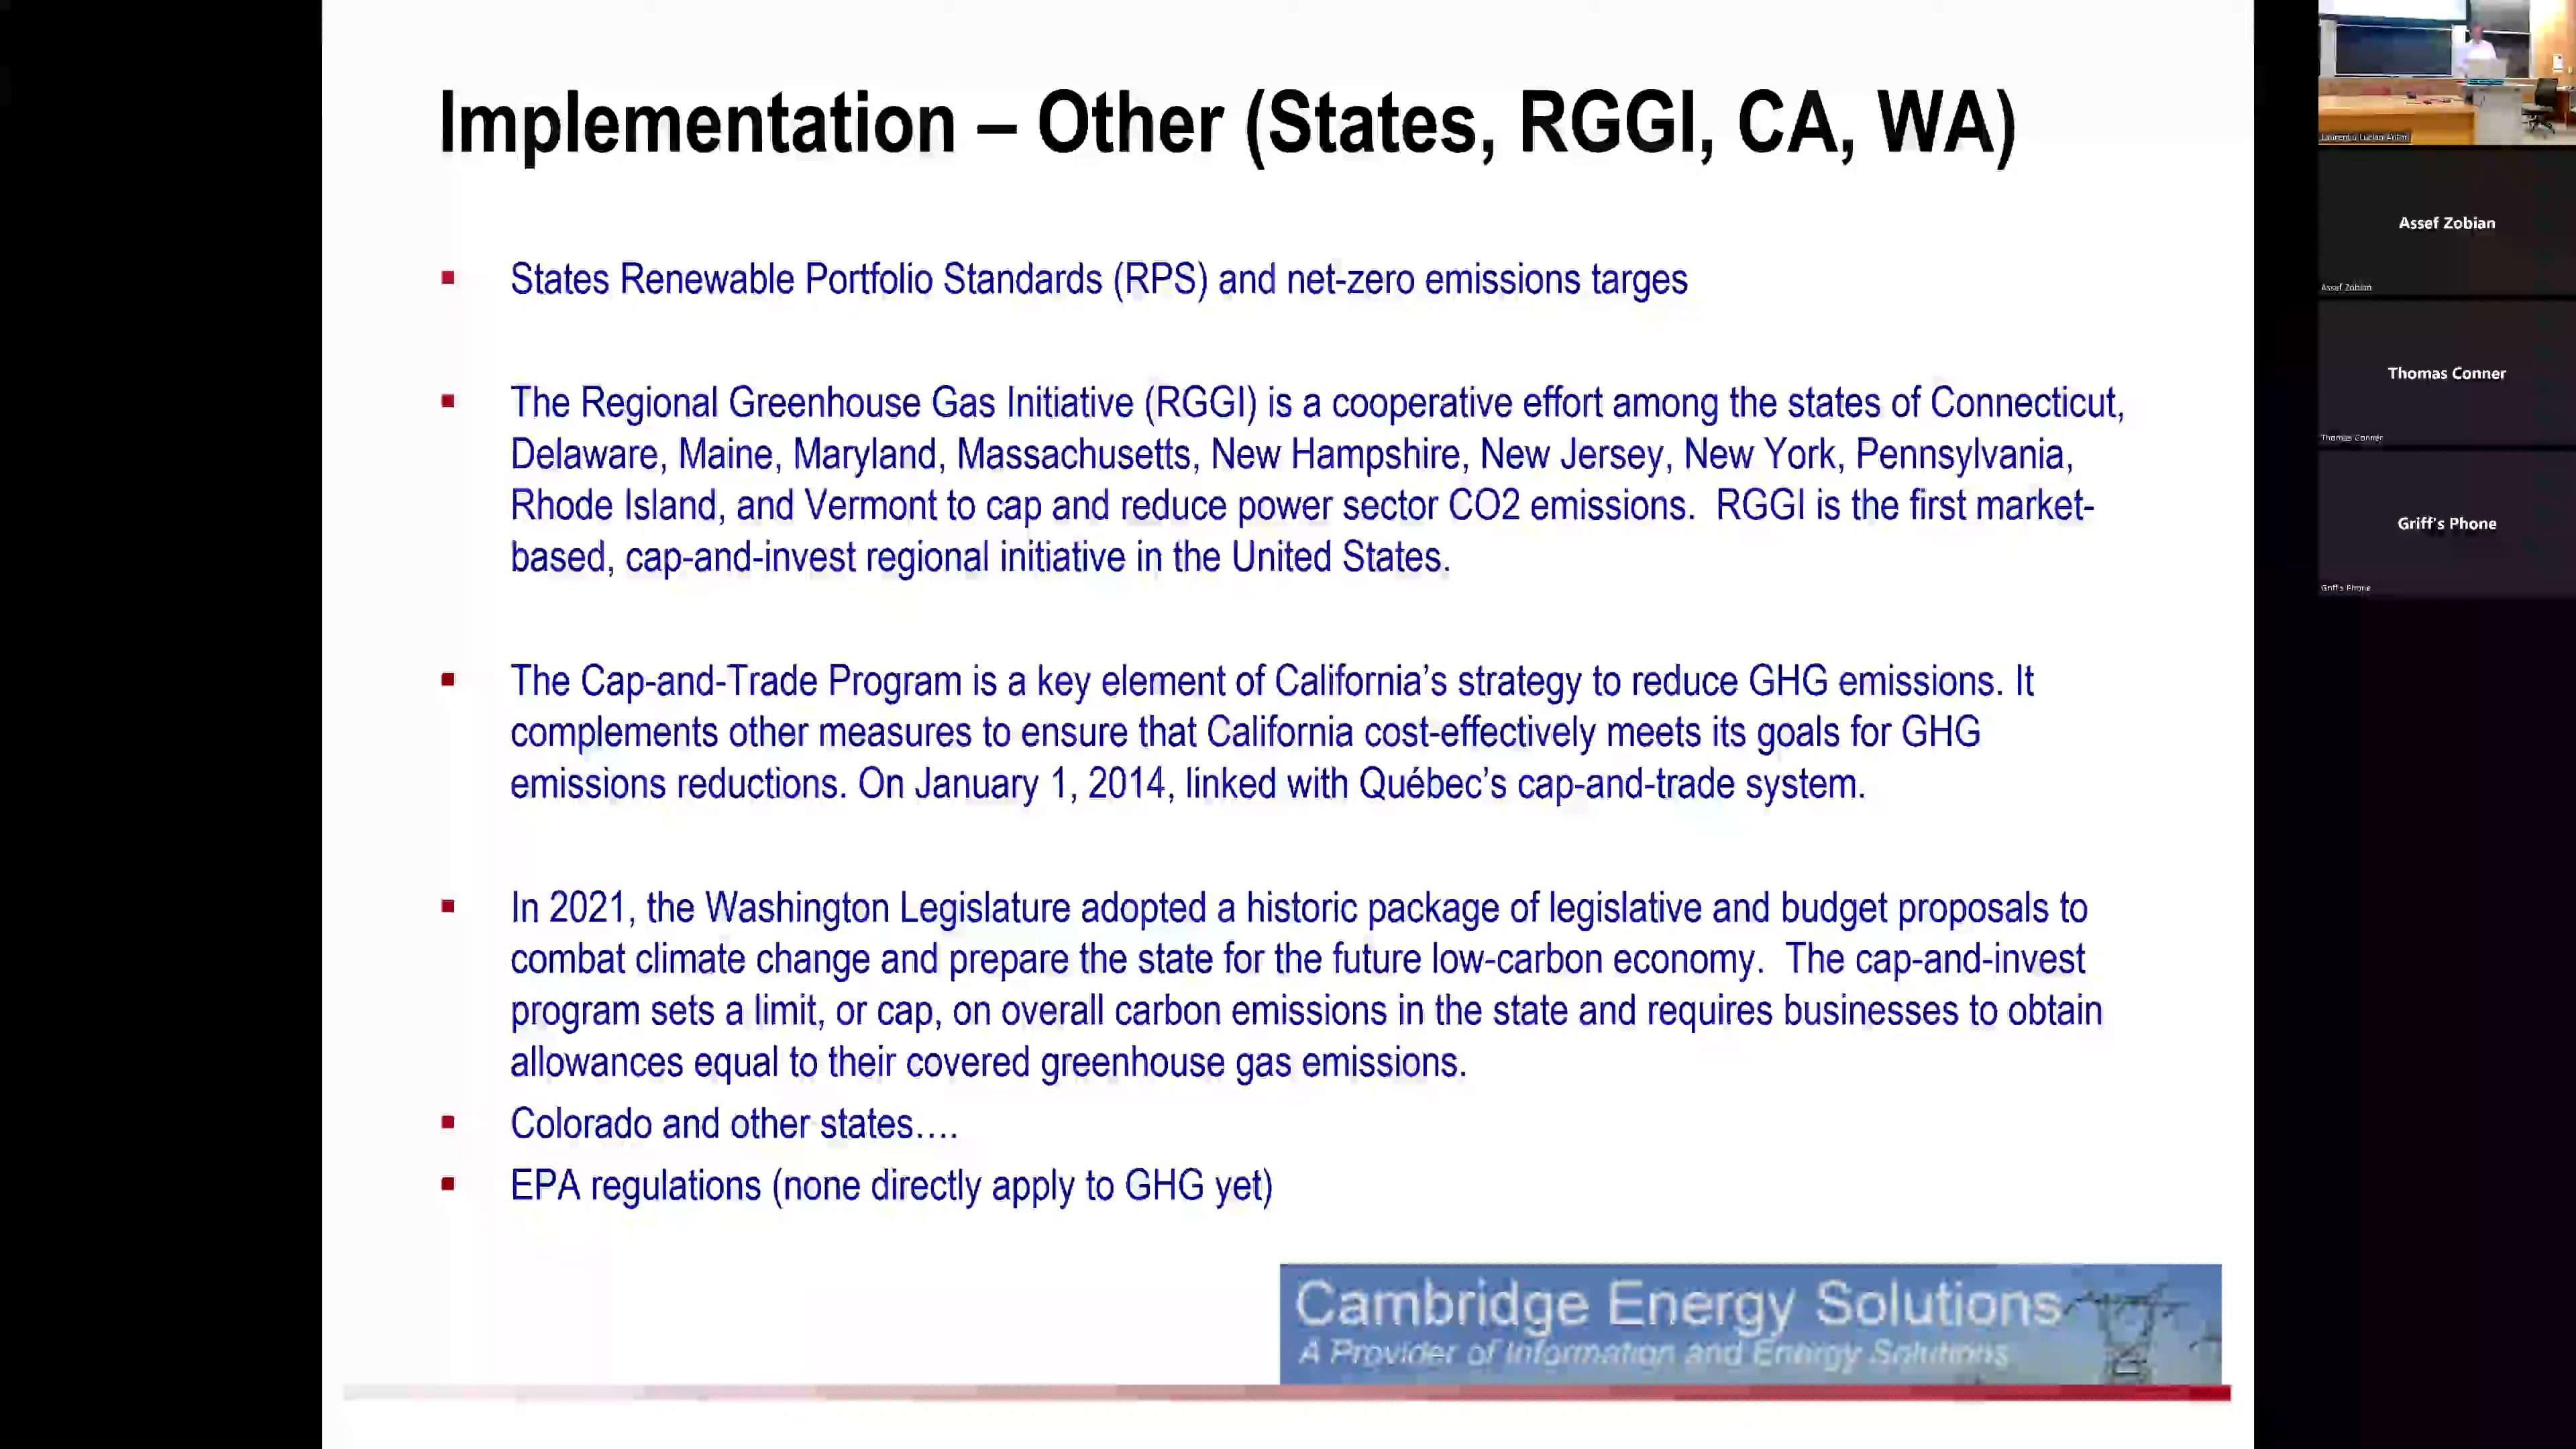 Implementation – Other (States, RGGI, CA, WA)
▪ States Renewable Portfolio Standards (RPS) and net-zero emissions targes
▪ The Regional Greenhouse Gas Initiative (RGGI) is a cooperative effort among the states of Connecticut,
Delaware, Maine, Maryland, Massachusetts, New Hampshire, New Jersey, New York, Pennsylvania,
Rhode Island, and Vermont to cap and reduce power sector CO2 emissions.  RGGI is the first market-
based, cap-and-invest regional initiative in the United States.
▪ The Cap-and-Trade Program is a key element of California’s strategy to reduce GHG emissions. It
complements other measures to ensure that California cost-effectively meets its goals for GHG
emissions reductions. On January 1, 2014, linked with Québec’s cap-and-trade system.
▪ In 2021, the Washington Legislature adopted a historic package of legislative and budget proposals to
combat climate change and prepare the state for the future low-carbon economy.  The cap-and-invest
program sets a limit, or cap, on overall carbon emissions in the state and requires businesses to obtain
allowances equal to their covered greenhouse gas emissions.
▪ Colorado and other states….
▪ EPA regulations (none directly apply to GHG yet)
Cambridge Energy Solutions
A Provider of Information and Energy Solutions
Assef Zobian
Assef Zobian
Thomas Conner
Thomas Conner
Griff's Phone
Griff's Phone